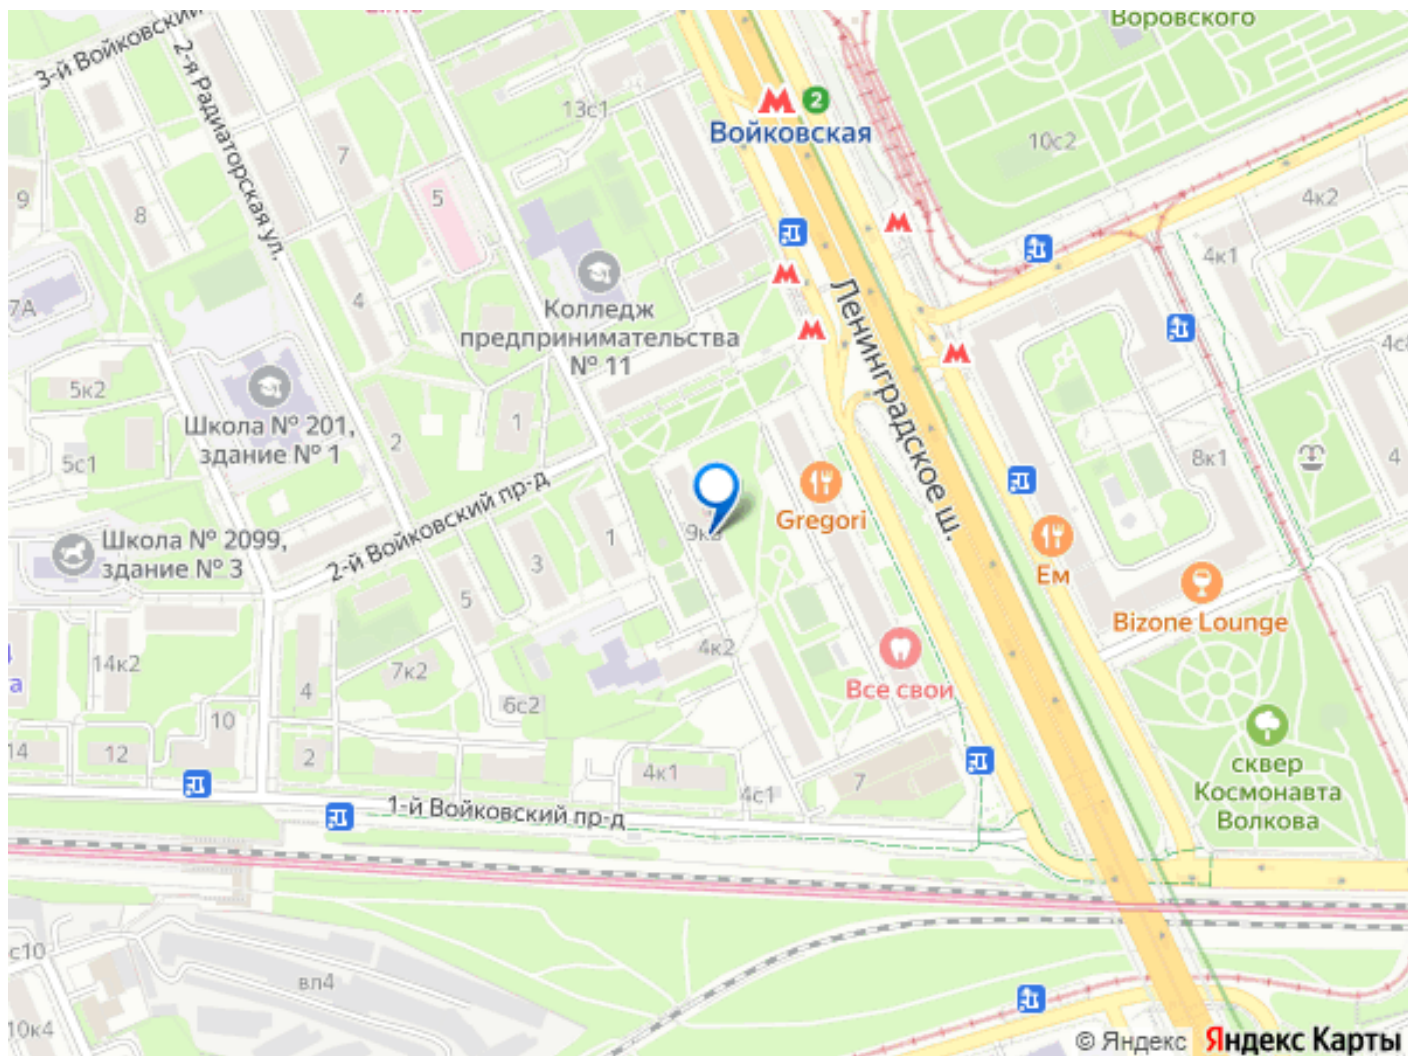 Воровского
3-й Войковский
2-я Радиаторская ул.
13с1
2
Войковская
10с2
7
5
9
8
4к2
4к1
7А
4
Колледж
предпринимательства
№ 11
Ленинградское ш.
5к2
Школа № 201,
здание № 1
2
1
5с1
8к1
4
2-й Войковский пр-д
Gregori
Школа № 2099,
здание № 3
3
1
Ем
5
Bizone Lounge
14к2
7к2
4к2
Все свои
4
6с2
10
14
12
2
4к1
4с1
7
сквер
Космонавта
Волкова
1-й Войковский пр-д
с10
вл4
10к4
© Яндекс Яндекс Карты